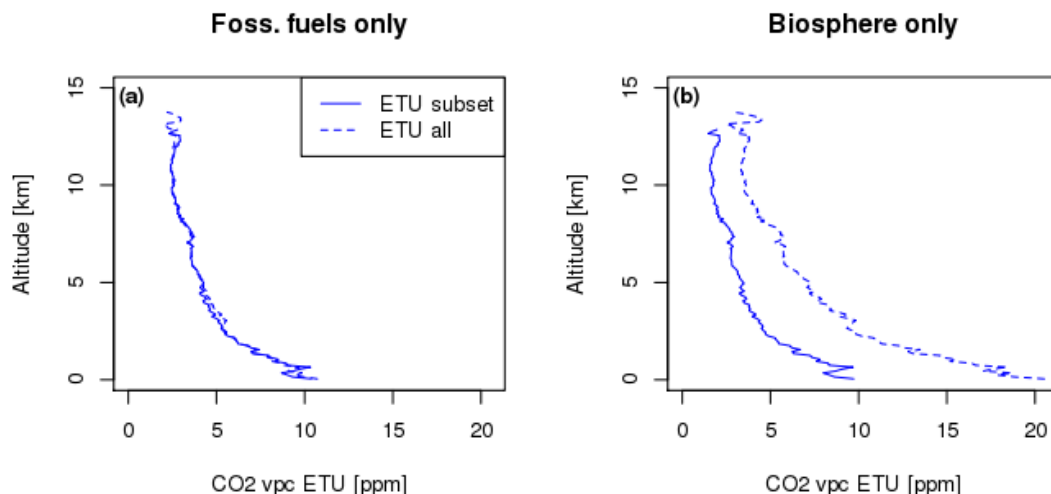 Foss. fuels only
Biosphere only
(a)
ETU subset
ETU all
(b)
15
10
5
0
Altitude [km]
0 5 10 15 20
CO2 vpc ETU [ppm]
15
10
5
0
Altitude [km]
0 5 10 15 20
CO2 vpc ETU [ppm]